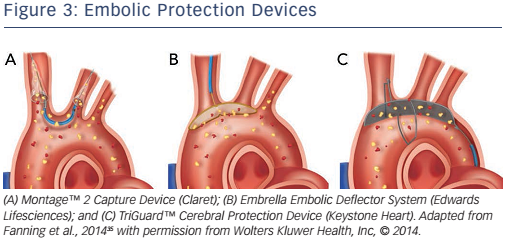 Figure 3: Embolic Protection Devices
A B C
(A) Montage™ 2 Capture Device (Claret); (B) Embrella Embolic Deflector System (Edwards
Lifesciences); and (C) TriGuard™ Cerebral Protection Device (Keystone Heart). Adapted from
Fanning et al., 2014³⁵ with permission from Wolters Kluwer Health, Inc, © 2014.